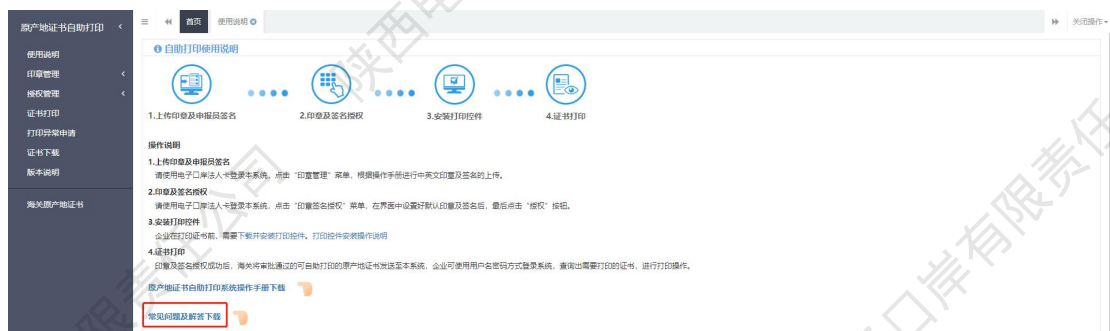 原产地证书自助打印
首页
使用说明
关闭操作
使用说明
印章管理
授权管理
证书打印
打印异常申请
证书下载
版本说明
海关原产地证书
自助打印使用说明
1.上传印章及申报员签名
2.印章及签名授权
3.安装打印控件
4.证书打印
操作说明
1.上传印章及申报员签名
请使用电子口岸法人卡登录本系统，点击“印章管理”菜单，根据操作手册进行中英文印章及签名的上传。
2.印章及签名授权
请使用电子口岸法人卡登录本系统，点击“印章签名授权”菜单，在界面中设置好默认印章及签名后，最后点击“授权”按钮。
3.安装打印控件
企业在打印证书前，需要下载并安装打印控件。打印控件安装操作说明
4.证书打印
印章及签名授权成功后，海关将审批通过的可自助打印的原产地证书发送至本系统，企业可使用用户名密码方式登录系统，查询出需要打印的证书，进行打印操作。
原产地证书自助打印系统操作手册下载
常见问题及解答下载
陕西电
责任公司
限责任
口岸有限责任